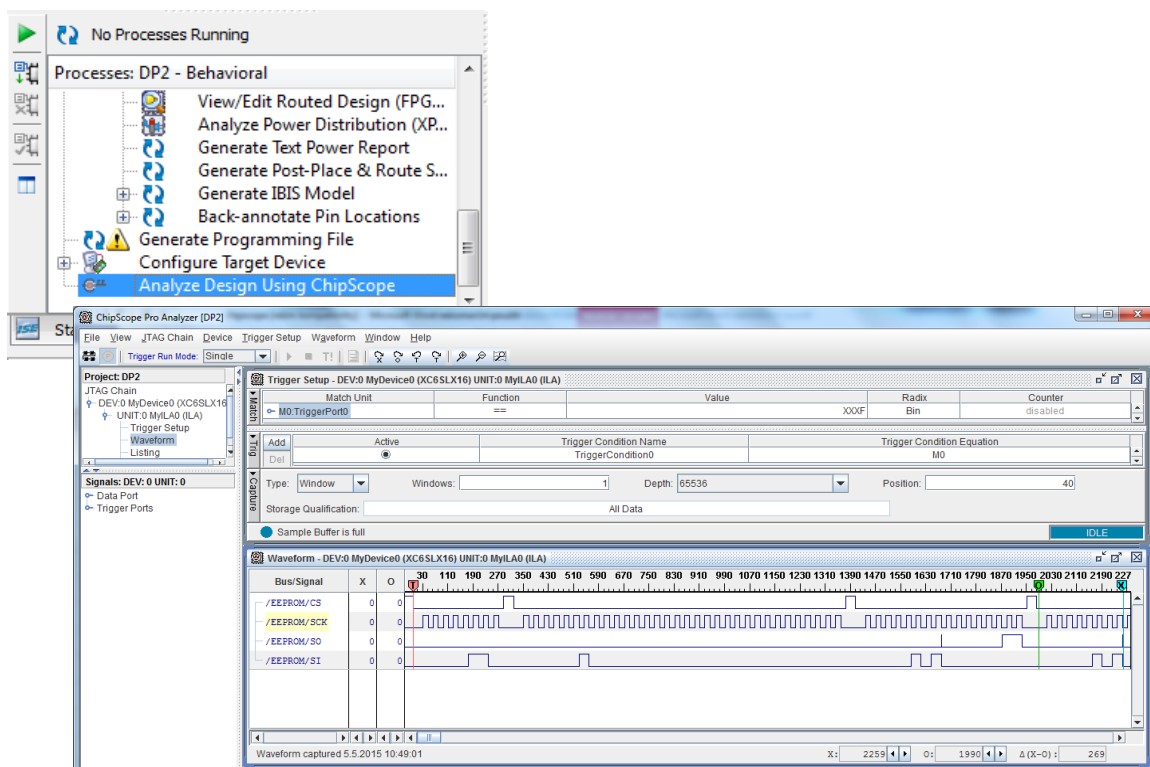 No Processes Running
Processes: DP2 - Behavioral
View/Edit Routed Design (FPG...
Analyze Power Distribution (XP...
Generate Text Power Report
Generate Post-Place & Route S...
Generate IBIS Model
Back-annotate Pin Locations
Generate Programming File
Configure Target Device
Analyze Design Using ChipScope
ISE Sta
ChipScope Pro Analyzer [DP2]
File View JTAG Chain Device Trigger Setup Waveform Window Help
Trigger Run Mode: Single T!
Project: DP2
JTAG Chain
DEV:0 MyDevice0 (XC6SLX16
UNIT:0 MyILA0 (ILA)
Trigger Setup
Waveform
Listing
Signals: DEV: 0 UNIT: 0
Data Port
Trigger Ports
Trigger Setup - DEV:0 MyDevice0 (XC6SLX16) UNIT:0 MyILA0 (ILA)
Match
Match Unit Function Value Radix Counter
M0:TriggerPort0 == XXXF Bin disabled
Trig
Add Active Trigger Condition Name Trigger Condition Equation
Del TriggerCondition0 M0
Capture
Type: Window Windows: 1 Depth: 65536 Position: 40
Storage Qualification: All Data
Sample Buffer is full IDLE
Waveform - DEV:0 MyDevice0 (XC6SLX16) UNIT:0 MyILA0 (ILA)
Bus/Signal X O 30 110 190 270 350 430 510 590 670 750 830 910 990 1070 1150 1230 1310 1390 1470 1550 1630 1710 1790 1870 1950 2030 2110 2190 227
T O X
/EEPROM/CS 0 0
/EEPROM/SCK 0 0
/EEPROM/SO 0 0
/EEPROM/SI 0 0
Waveform captured 5.5.2015 10:49:01 X: 2259 O: 1990 Δ(X-O): 269